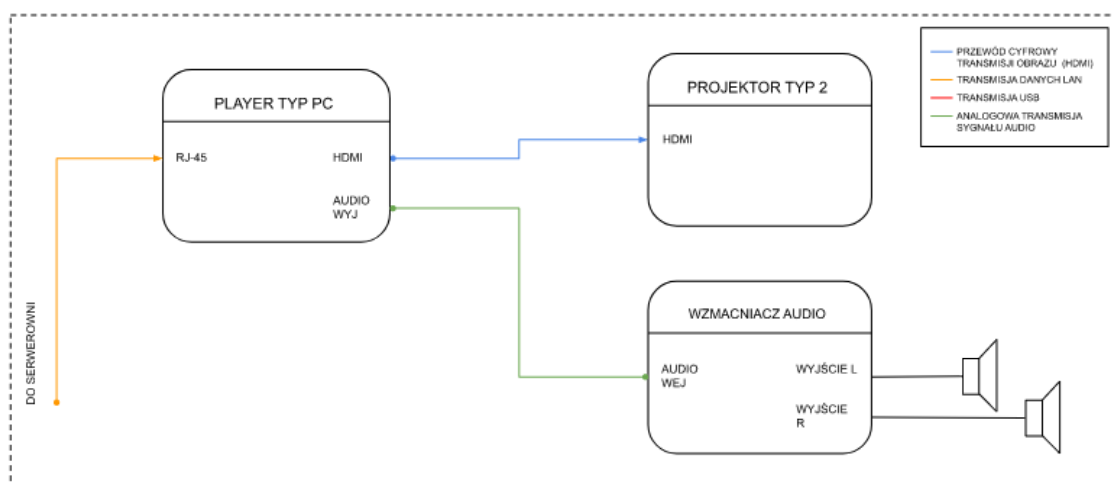 PLAYER TYP PC
RJ-45
HDMI
AUDIO
WYJ
PROJEKTOR TYP 2
HDMI
PRZEWÓD CYFROWY
TRANSMISJI OBRAZU (HDMI)
TRANSMISJA DANYCH LAN
TRANSMISJA USB
ANALOGOWA TRANSMISJA
SYGNAŁU AUDIO
DO SERWEROWNI
WZMACNIACZ AUDIO
AUDIO
WEJ
WYJŚCIE L
WYJŚCIE
R